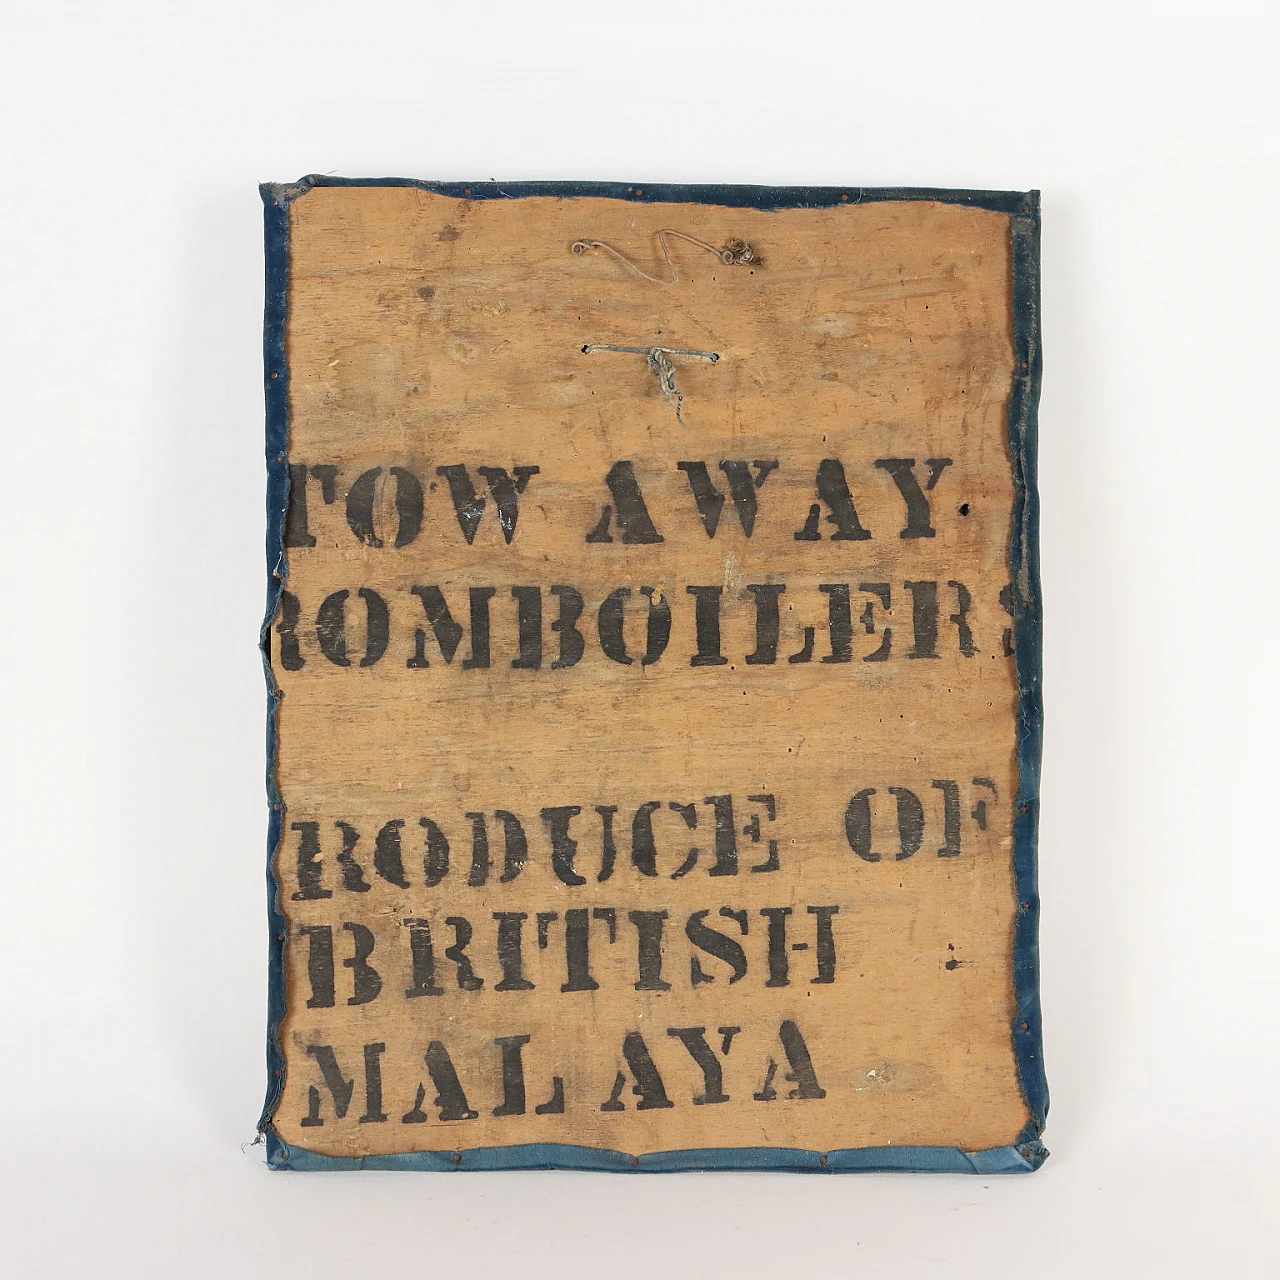 TOW AWAY
ROMBOILERS
RODUCE OF
BRITISH
MALAYA